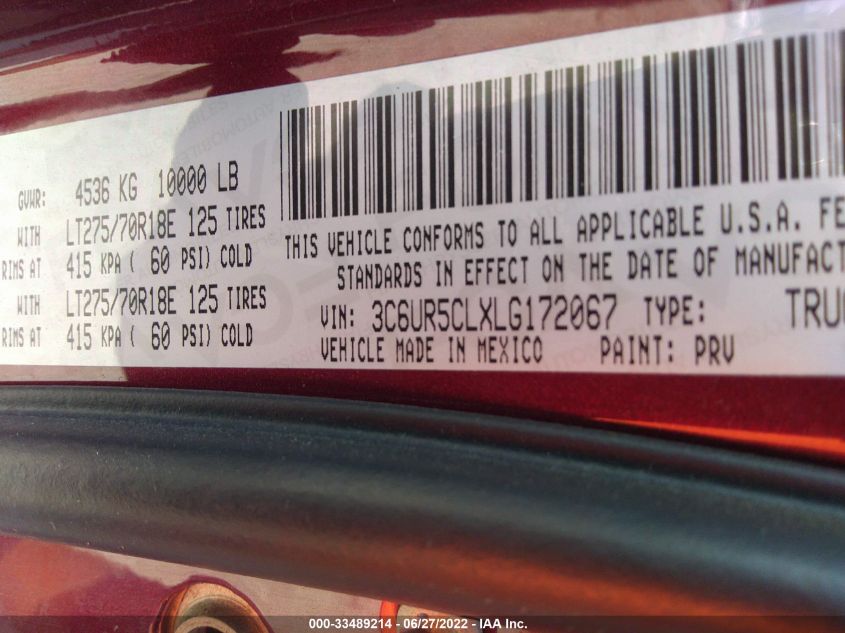 GVWR: 4536 KG 10000 LB
WITH LT275/70R18E 125 TIRES
RIMS AT 415 KPA ( 60 PSI) COLD
WITH LT275/70R18E 125 TIRES
RIMS AT 415 KPA ( 60 PSI) COLD
THIS VEHICLE CONFORMS TO ALL APPLICABLE U.S.A. FE
STANDARDS IN EFFECT ON THE DATE OF MANUFACT
VIN: 3C6UR5CLXLG172067 TYPE: TRU
VEHICLE MADE IN MEXICO PAINT: PRV
000-33489214 - 06/27/2022 - IAA Inc.